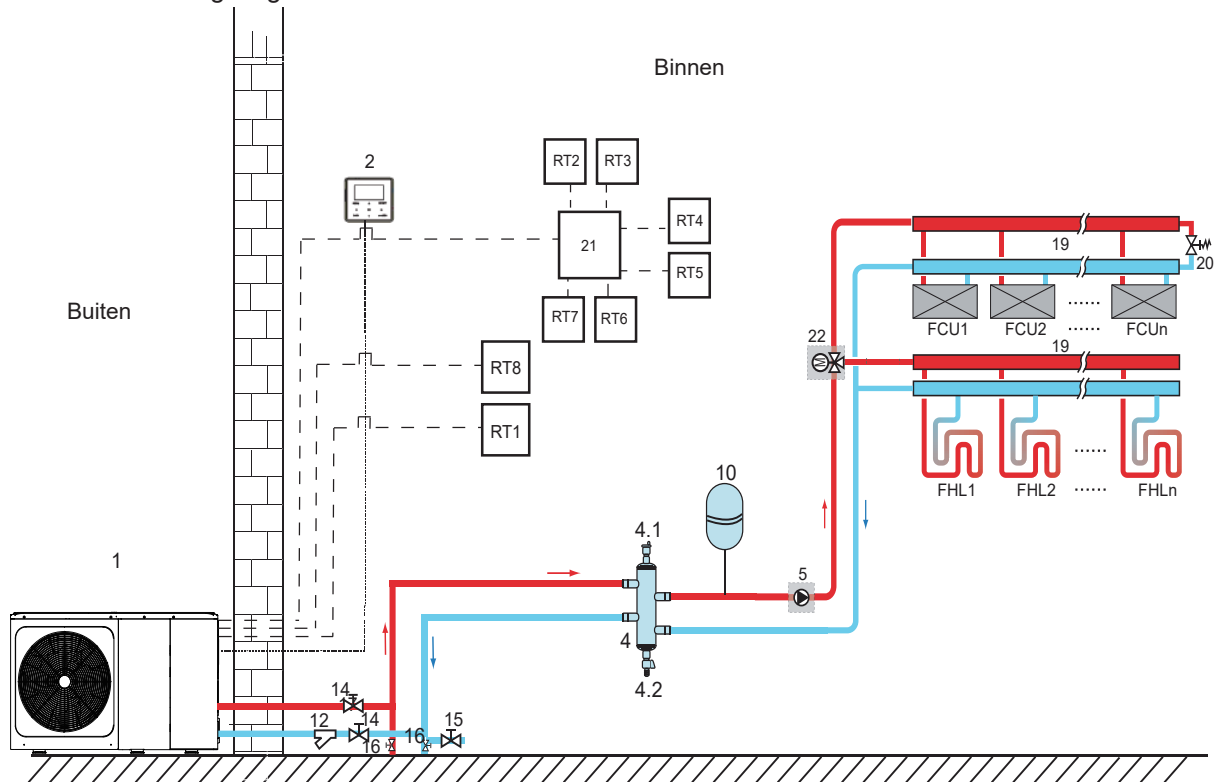 Binnen
2
RT2
RT3
RT4
21
19
20
RT5
Buiten
RT7
RT6
FCU1
FCU2
......
......
FCUn
22
RT8
19
RT1
10
FHL1
FHL2
......
......
FHLn
4.1
1
5
4
4.2
14
14
15
12
16
16